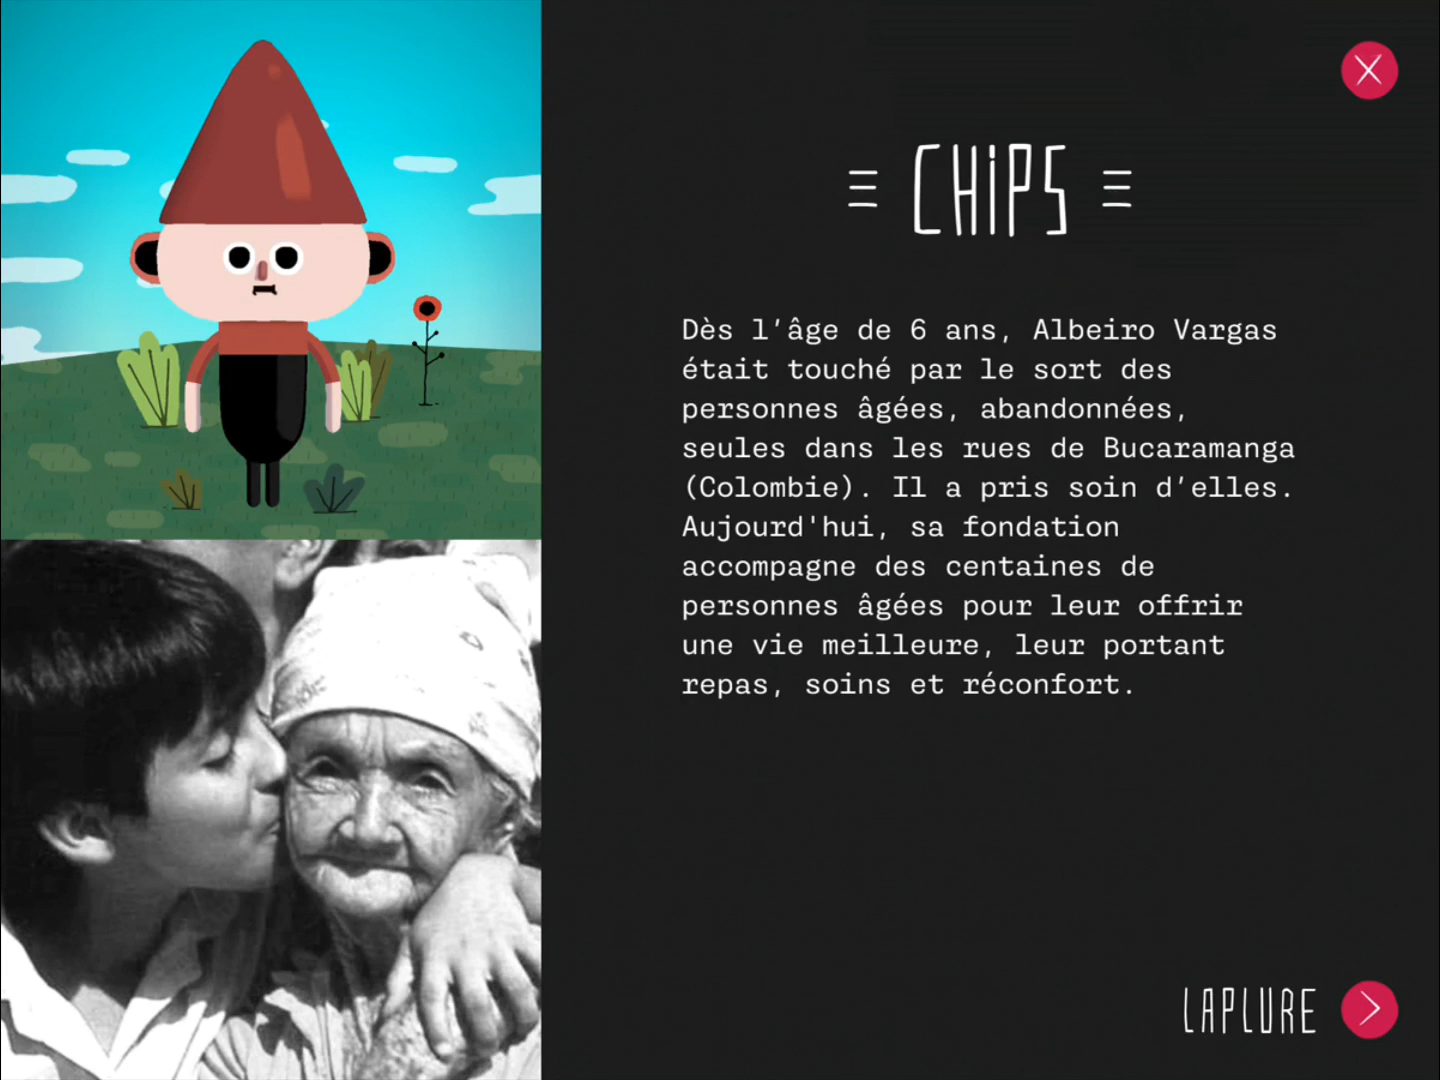 CHiPS
Dès l'âge de 6 ans, Albeiro Vargas
était touché par le sort des
personnes âgées, abandonnées,
seules dans les rues de Bucaramanga
(Colombie). Il a pris soin d'elles.
Aujourd'hui, sa fondation
accompagne des centaines de
personnes âgées pour leur offrir
une vie meilleure, leur portant
repas, soins et réconfort.
LAPLURE